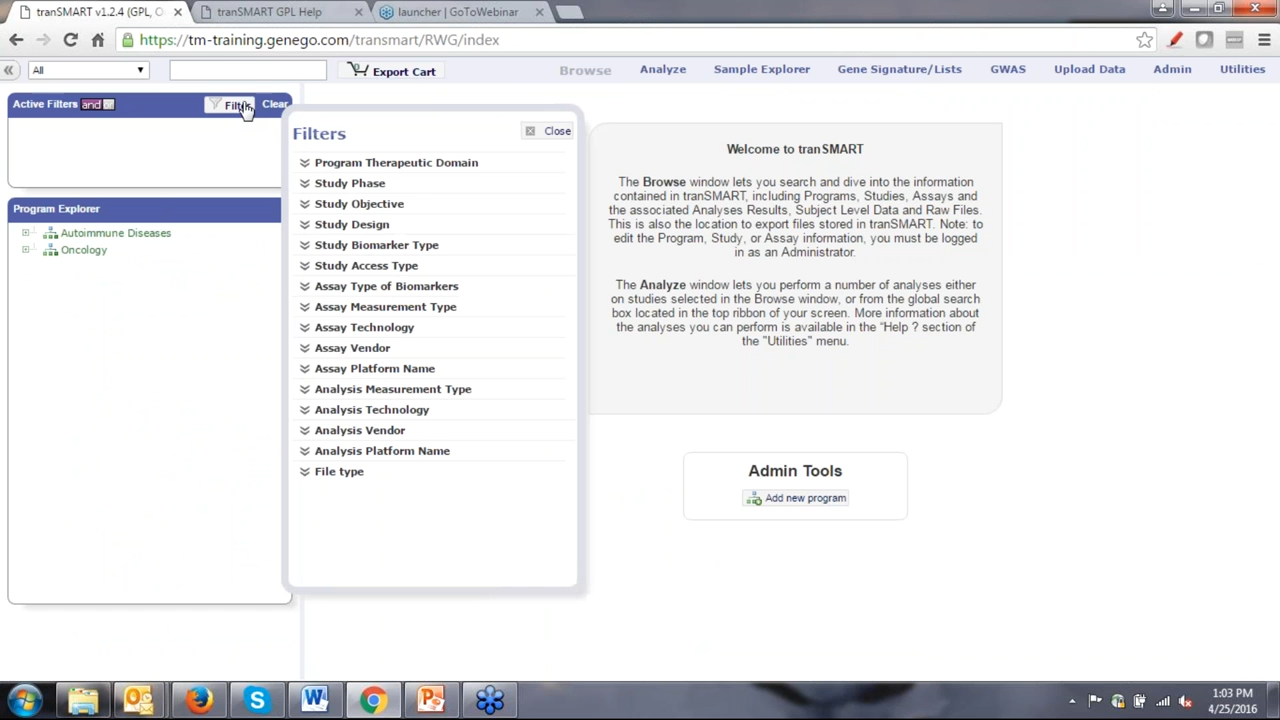 tranSMART v1.2.4 (GPL, O
tranSMART GPL Help
launcher | GoToWebinar
https://tm-training.genego.com/transmart/RWG/index
All
Export Cart
Browse
Analyze
Sample Explorer
Gene Signature/Lists
GWAS
Upload Data
Admin
Utilities
Active Filters and
Filter
Clear
Program Explorer
Autoimmune Diseases
Oncology
Filters
Close
Program Therapeutic Domain
Study Phase
Study Objective
Study Design
Study Biomarker Type
Study Access Type
Assay Type of Biomarkers
Assay Measurement Type
Assay Technology
Assay Vendor
Assay Platform Name
Analysis Measurement Type
Analysis Technology
Analysis Vendor
Analysis Platform Name
File type
Welcome to tranSMART
The Browse window lets you search and dive into the information
contained in tranSMART, including Programs, Studies, Assays and
the associated Analyses Results, Subject Level Data and Raw Files.
This is also the location to export files stored in tranSMART. Note: to
edit the Program, Study, or Assay information, you must be logged
in as an Administrator.
The Analyze window lets you perform a number of analyses either
on studies selected in the Browse window, or from the global search
box located in the top ribbon of your screen. More information about
the analyses you can perform is available in the "Help ? section of
the "Utilities" menu.
Admin Tools
Add new program
1:03 PM
4/25/2016